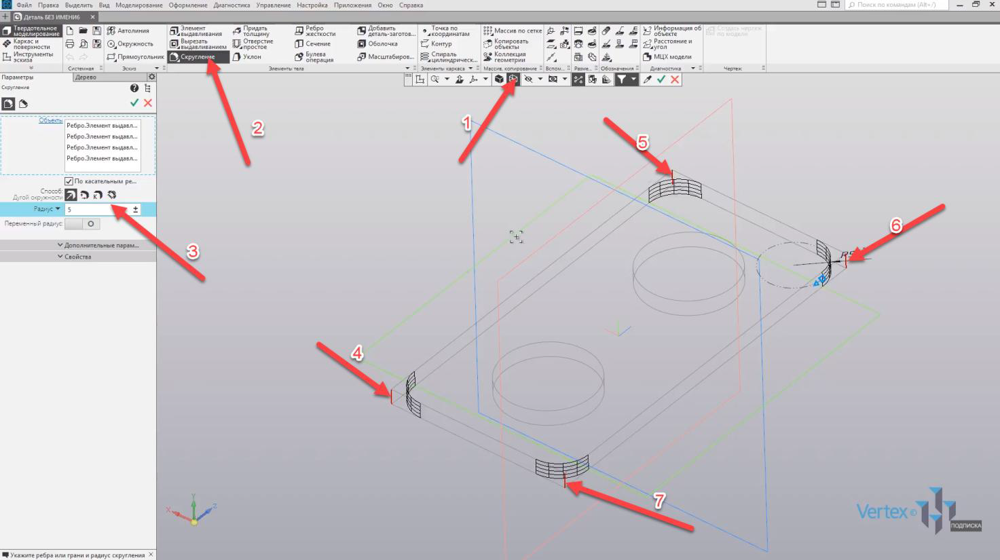 Файл Правка Выделить Вид Моделирование Оформление Диагностика Управление Настройка Приложения Окно Справка
Поиск по командам (Alt+/)
Деталь БЕЗ ИМЕНИ6
Твердотельное
моделирование
Каркас и
поверхности
Инструменты
эскиза
Системная
Автолиния
Окружность
Прямоугольник
Эскиз
Элемент
выдавливания
Вырезать
выдавливанием
Скругление
Придать
толщину
Отверстие
простое
Уклон
Ребро
жесткости
Сечение
Булева
операция
Добавить
деталь-заготов...
Оболочка
Масштабиров...
Элементы тела
Точка по
координатам
Контур
Спираль
цилиндрическ...
Элементы каркаса
Массив по сетке
Копировать
объекты
Коллекция
геометрии
Массив, копирование
Вспом...
Разме...
Обозначения
Информация об
объекте
Расстояние и
угол
МЦХ модели
Диагностика
Создать чертеж
по модели
Чертеж
Параметры
Дерево
Скругление
Объекты
Ребро.Элемент выдавл...
Ребро.Элемент выдавл...
Ребро.Элемент выдавл...
Ребро.Элемент выдавл...
По касательным ре...
Способ:
Дугой окружности
Радиус
5
Переменный радиус:
Дополнительные парам...
Свойства
1
2
3
4
5
6
7
R5
X
Y
Z
Vertex ©
ПОДПИСКА
Укажите ребра или грани и радиус скругления